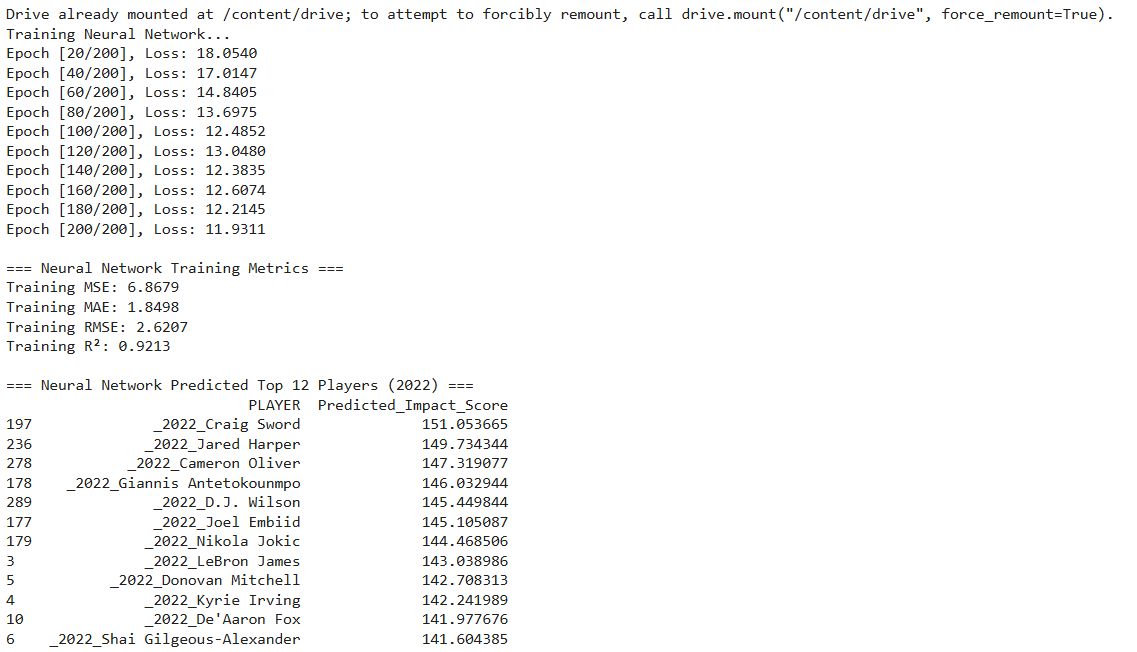 Drive already mounted at /content/drive; to attempt to forcibly remount, call drive.mount("/content/drive", force_remount=True).
Training Neural Network...
Epoch [20/200], Loss: 18.0540
Epoch [40/200], Loss: 17.0147
Epoch [60/200], Loss: 14.8405
Epoch [80/200], Loss: 13.6975
Epoch [100/200], Loss: 12.4852
Epoch [120/200], Loss: 13.0480
Epoch [140/200], Loss: 12.3835
Epoch [160/200], Loss: 12.6074
Epoch [180/200], Loss: 12.2145
Epoch [200/200], Loss: 11.9311

=== Neural Network Training Metrics ===
Training MSE: 6.8679
Training MAE: 1.8498
Training RMSE: 2.6207
Training R²: 0.9213

=== Neural Network Predicted Top 12 Players (2022) ===
PLAYER Predicted_Impact_Score
197 _2022_Craig Sword 151.053665
236 _2022_Jared Harper 149.734344
278 _2022_Cameron Oliver 147.319077
178 _2022_Giannis Antetokounmpo 146.032944
289 _2022_D.J. Wilson 145.449844
177 _2022_Joel Embiid 145.105087
179 _2022_Nikola Jokic 144.468506
3 _2022_LeBron James 143.038986
5 _2022_Donovan Mitchell 142.708313
4 _2022_Kyrie Irving 142.241989
10 _2022_De'Aaron Fox 141.977676
6 _2022_Shai Gilgeous-Alexander 141.604385